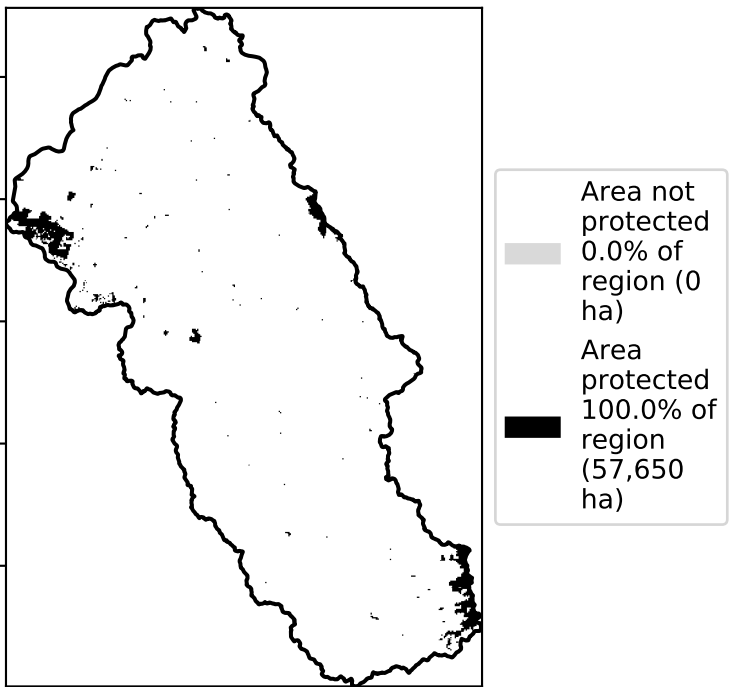 Area not
protected
0.0% of
region (0
ha)
Area
protected
100.0% of
region
(57,650
ha)